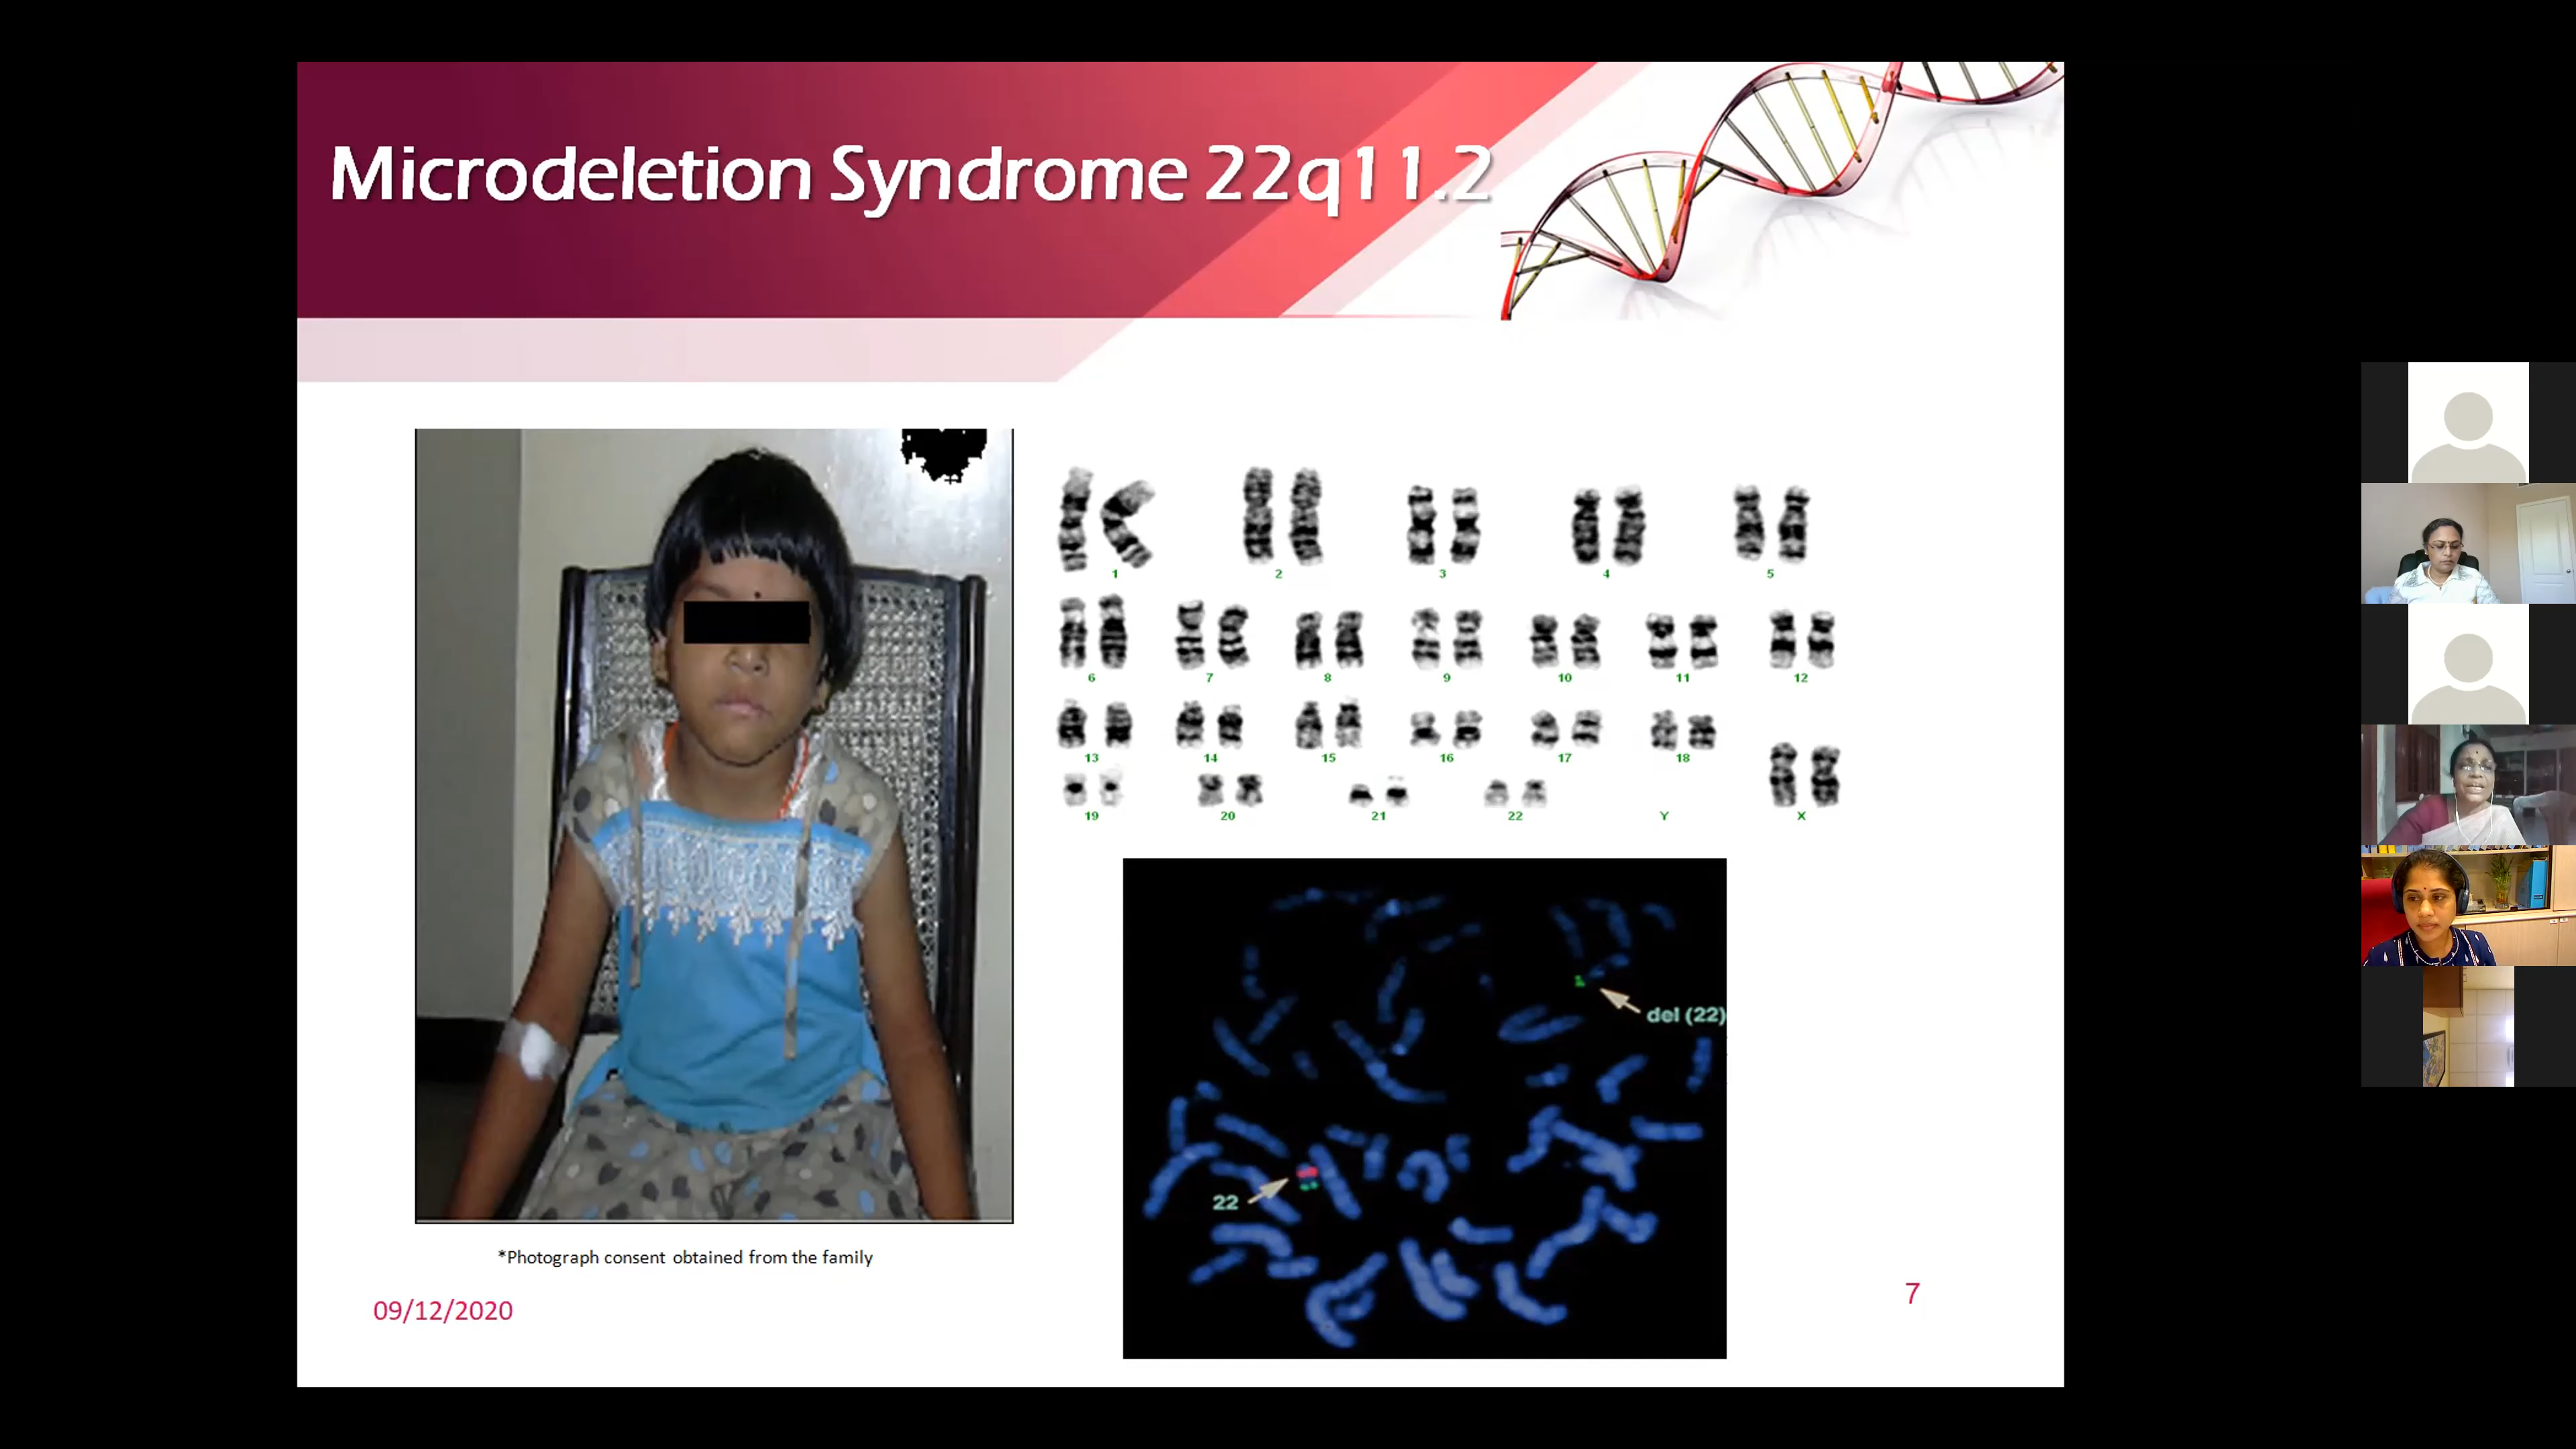 Microdeletion Syndrome 22q11.2
1 2 3 4 5
6 7 8 9 10 11 12
13 14 15 16 17 18
19 20 21 22 Y X
del (22)
22
*Photograph consent obtained from the family
09/12/2020
7